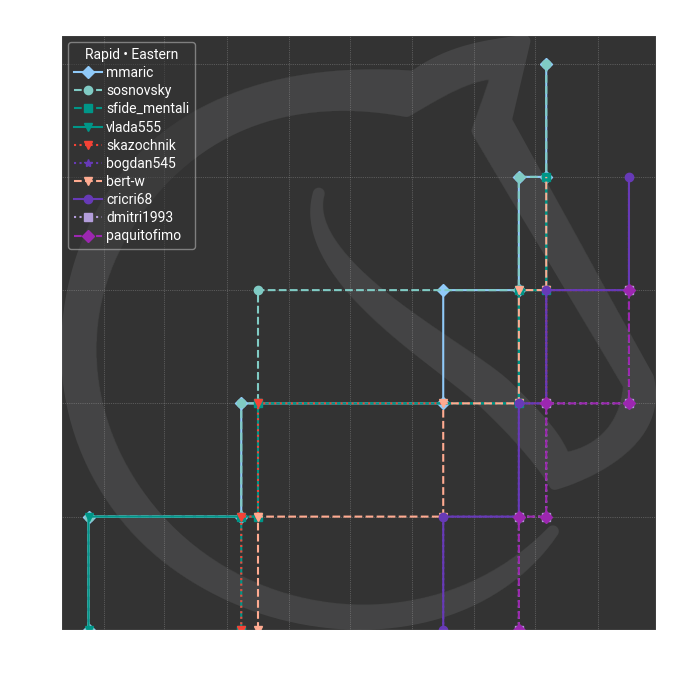 Rapid • Eastern
mmaric
sosnovsky
sfide_mentali
vlada555
skazochnik
bogdan545
bert-w
cricri68
dmitri1993
paquitofimo